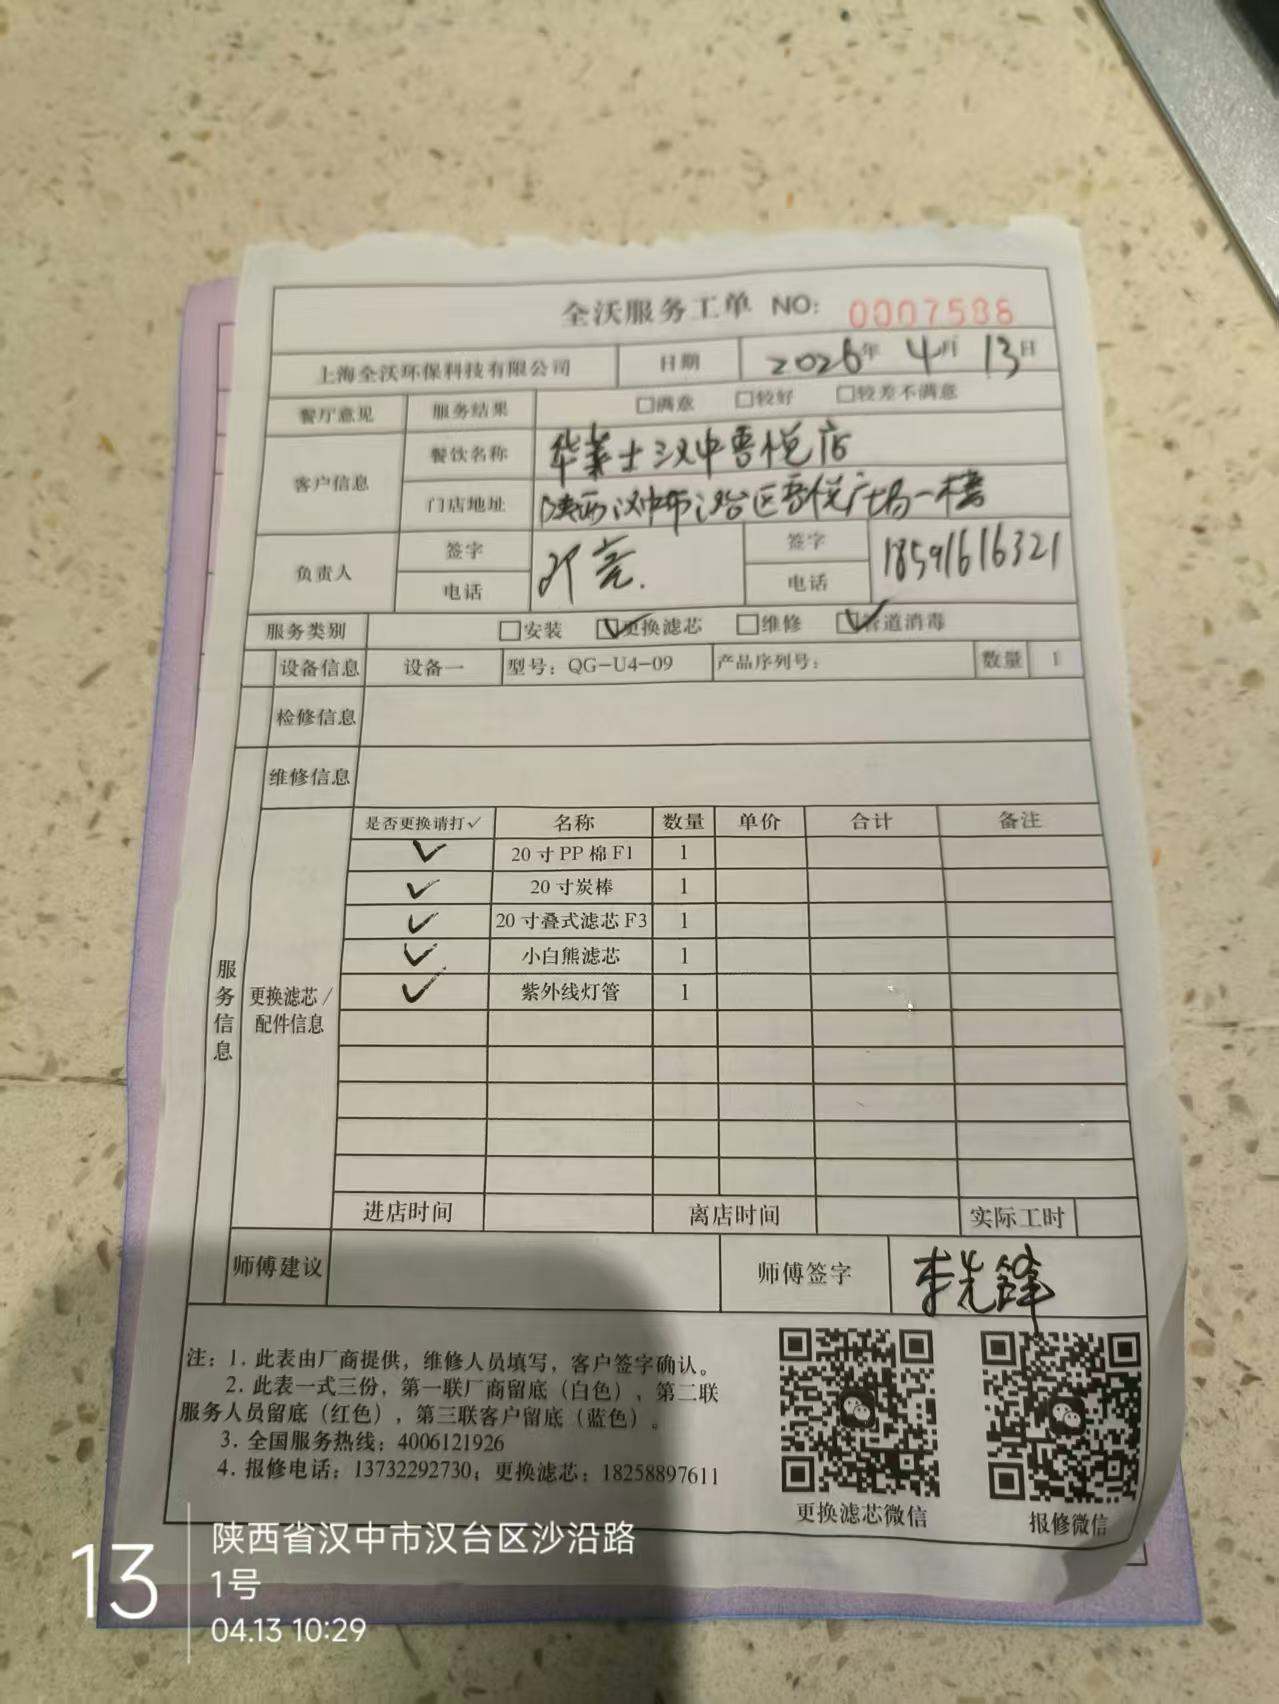 全沃服务工单 NO: 0007588
上海全沃环保科技有限公司 日期 2026年 4月 13日
餐厅意见 服务结果 □满意 □较好 □较差不满意
客户信息 餐饮名称 华莱士汉中吾悦店
门店地址 陕西汉中市汉台区吾悦广场一楼
负责人 签字 签字 18591616321
电话 电话
服务类别 □安装 ☑更换滤芯 □维修 ☑管道消毒
设备信息 设备一 型号: QG-U4-09 产品序列号: 数量 1
检修信息
维修信息
是否更换请打✓ 名称 数量 单价 合计 备注
✓ 20寸PP棉F1 1
✓ 20寸炭棒 1
✓ 20寸叠式滤芯F3 1
✓ 小白熊滤芯 1
✓ 紫外线灯管 1
服务信息
更换滤芯/
配件信息
进店时间 离店时间 实际工时
师傅建议 师傅签字 李先锋
注: 1. 此表由厂商提供，维修人员填写，客户签字确认。
2. 此表一式三份，第一联厂商留底（白色），第二联
服务人员留底（红色），第三联客户留底（蓝色）。
3. 全国服务热线: 4006121926
4. 报修电话: 13732292730; 更换滤芯: 18258897611
更换滤芯微信 报修微信
13 陕西省汉中市汉台区沙沿路
1号
04.13 10:29